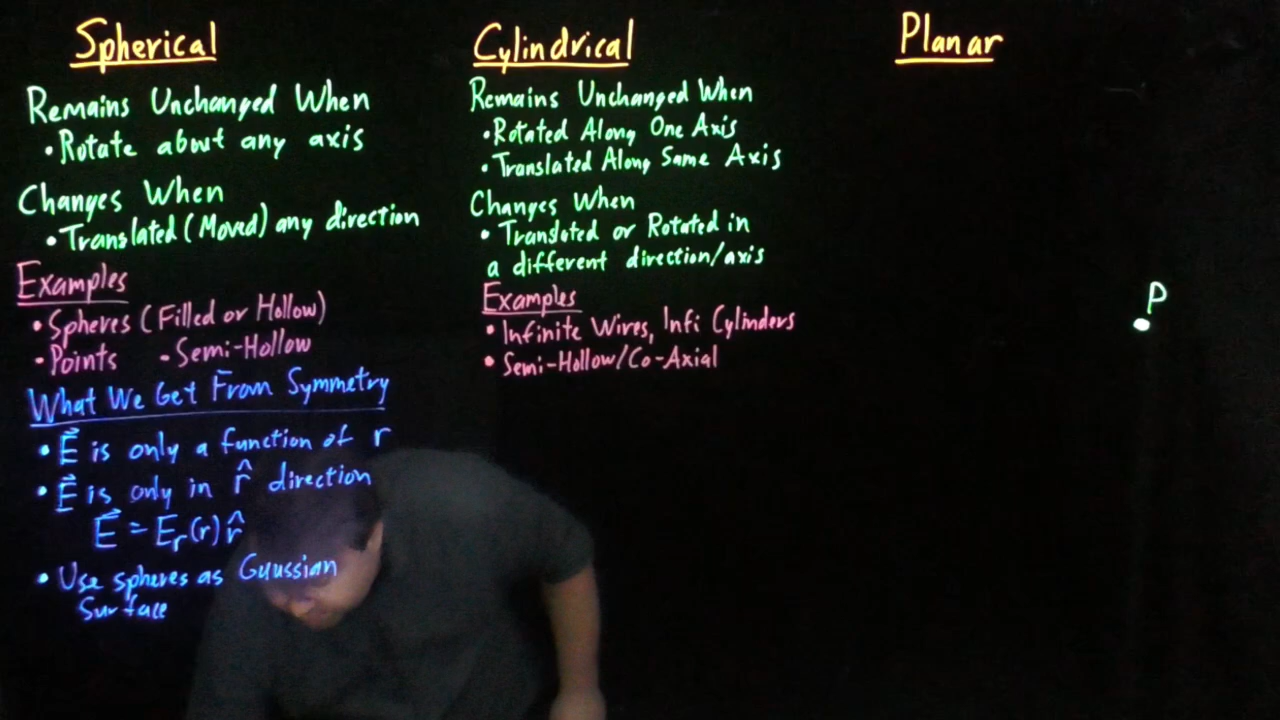 Spherical
Remains Unchanged When
• Rotate about any axis
Changes When
• Translated (Moved) any direction
Examples
• Spheres (Filled or Hollow)
• Points • Semi-Hollow
What We Get From Symmetry
• E⃗ is only a function of r
• E⃗ is only in r̂ direction
E⃗ = Eᵣ(r) r̂
• Use spheres as Gaussian
Surface
Cylindrical
Remains Unchanged When
• Rotated Along One Axis
• Translated Along Same Axis
Changes When
• Translated or Rotated in
a different direction/axis
Examples
• Infinite Wires, Infi Cylinders
• Semi-Hollow/Co-Axial
Planar
P